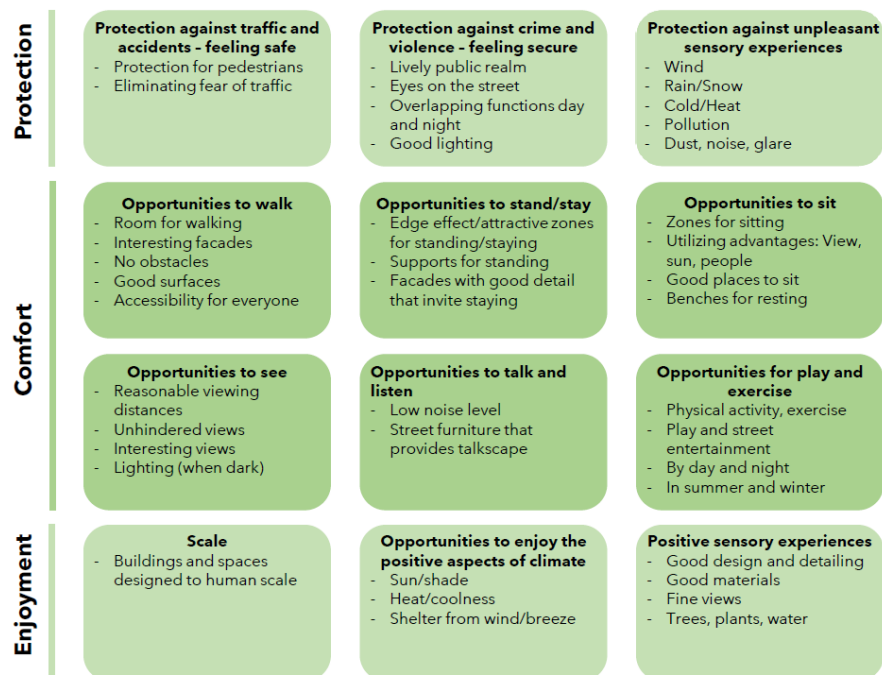 Protection
Protection against traffic and
accidents – feeling safe
- Protection for pedestrians
- Eliminating fear of traffic
Protection against crime and
violence – feeling secure
- Lively public realm
- Eyes on the street
- Overlapping functions day
and night
- Good lighting
Protection against unpleasant
sensory experiences
- Wind
- Rain/Snow
- Cold/Heat
- Pollution
- Dust, noise, glare
Comfort
Opportunities to walk
- Room for walking
- Interesting facades
- No obstacles
- Good surfaces
- Accessibility for everyone
Opportunities to stand/stay
- Edge effect/attractive zones
for standing/staying
- Supports for standing
- Facades with good detail
that invite staying
Opportunities to sit
- Zones for sitting
- Utilizing advantages: View,
sun, people
- Good places to sit
- Benches for resting
Opportunities to see
- Reasonable viewing
distances
- Unhindered views
- Interesting views
- Lighting (when dark)
Opportunities to talk and
listen
- Low noise level
- Street furniture that
provides talkscape
Opportunities for play and
exercise
- Physical activity, exercise
- Play and street
entertainment
- By day and night
- In summer and winter
Enjoyment
Scale
- Buildings and spaces
designed to human scale
Opportunities to enjoy the
positive aspects of climate
- Sun/shade
- Heat/coolness
- Shelter from wind/breeze
Positive sensory experiences
- Good design and detailing
- Good materials
- Fine views
- Trees, plants, water